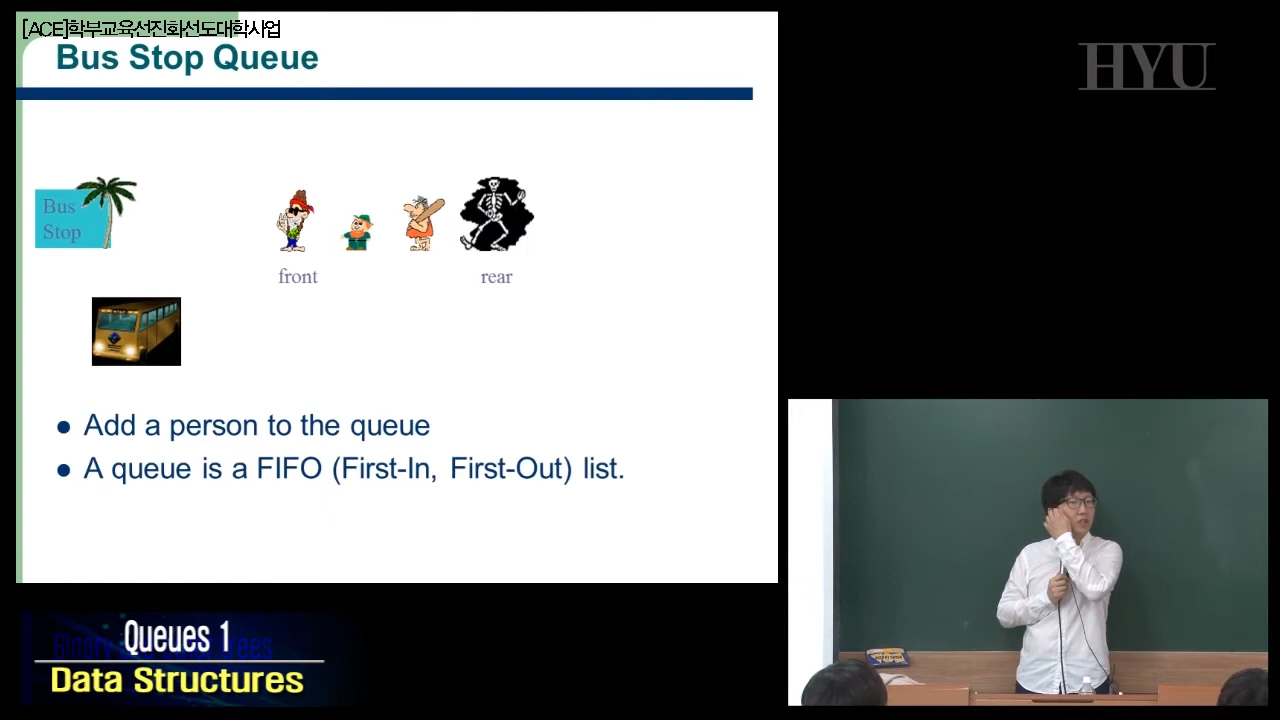 [ACE]학부교육선진화선도대학사업
HYU
Bus Stop Queue
Bus
Stop
front
rear
● Add a person to the queue
● A queue is a FIFO (First-In, First-Out) list.
Queues 1
Data Structures